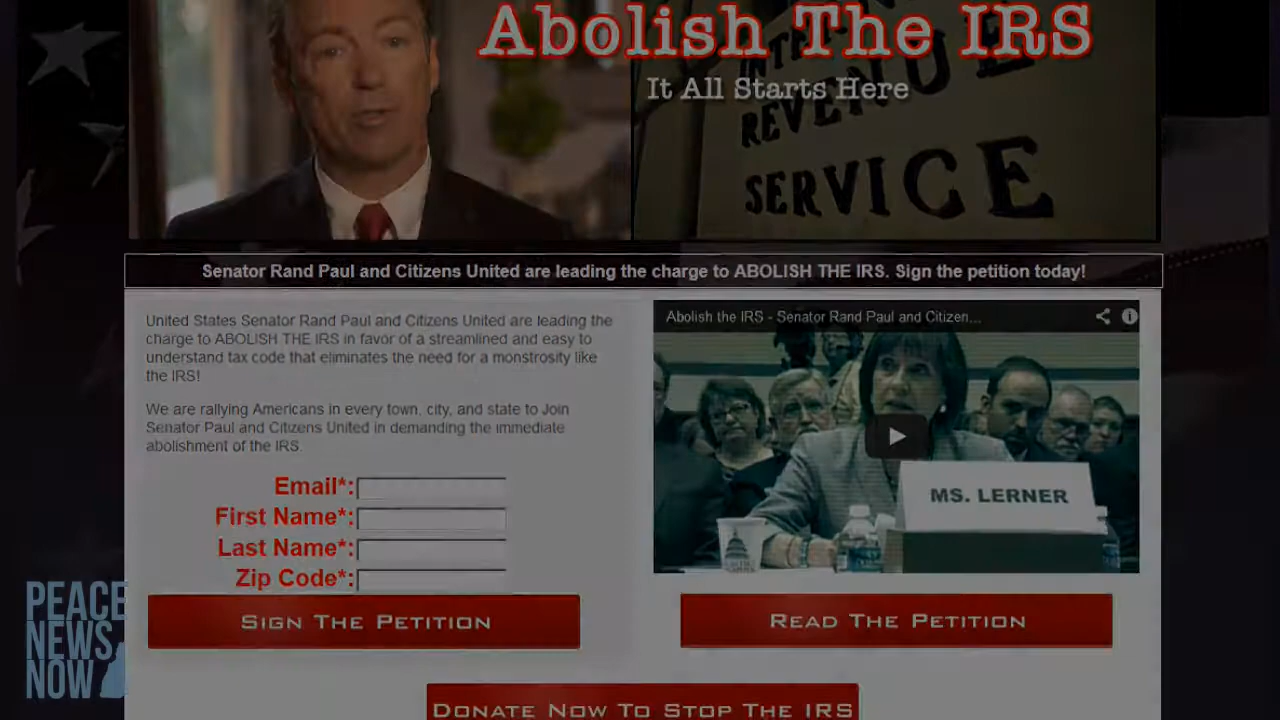 Abolish The IRS
It All Starts Here
INTERNAL
REVENUE
SERVICE
Senator Rand Paul and Citizens United are leading the charge to ABOLISH THE IRS. Sign the petition today!
United States Senator Rand Paul and Citizens United are leading the
charge to ABOLISH THE IRS in favor of a streamlined and easy to
understand tax code that eliminates the need for a monstrosity like
the IRS!
We are rallying Americans in every town, city, and state to Join
Senator Paul and Citizens United in demanding the immediate
abolishment of the IRS.
Email*:
First Name*:
Last Name*:
Zip Code*:
SIGN THE PETITION
Abolish the IRS - Senator Rand Paul and Citizen...
MS. LERNER
READ THE PETITION
DONATE NOW TO STOP THE IRS
PEACE
NEWS
NOW